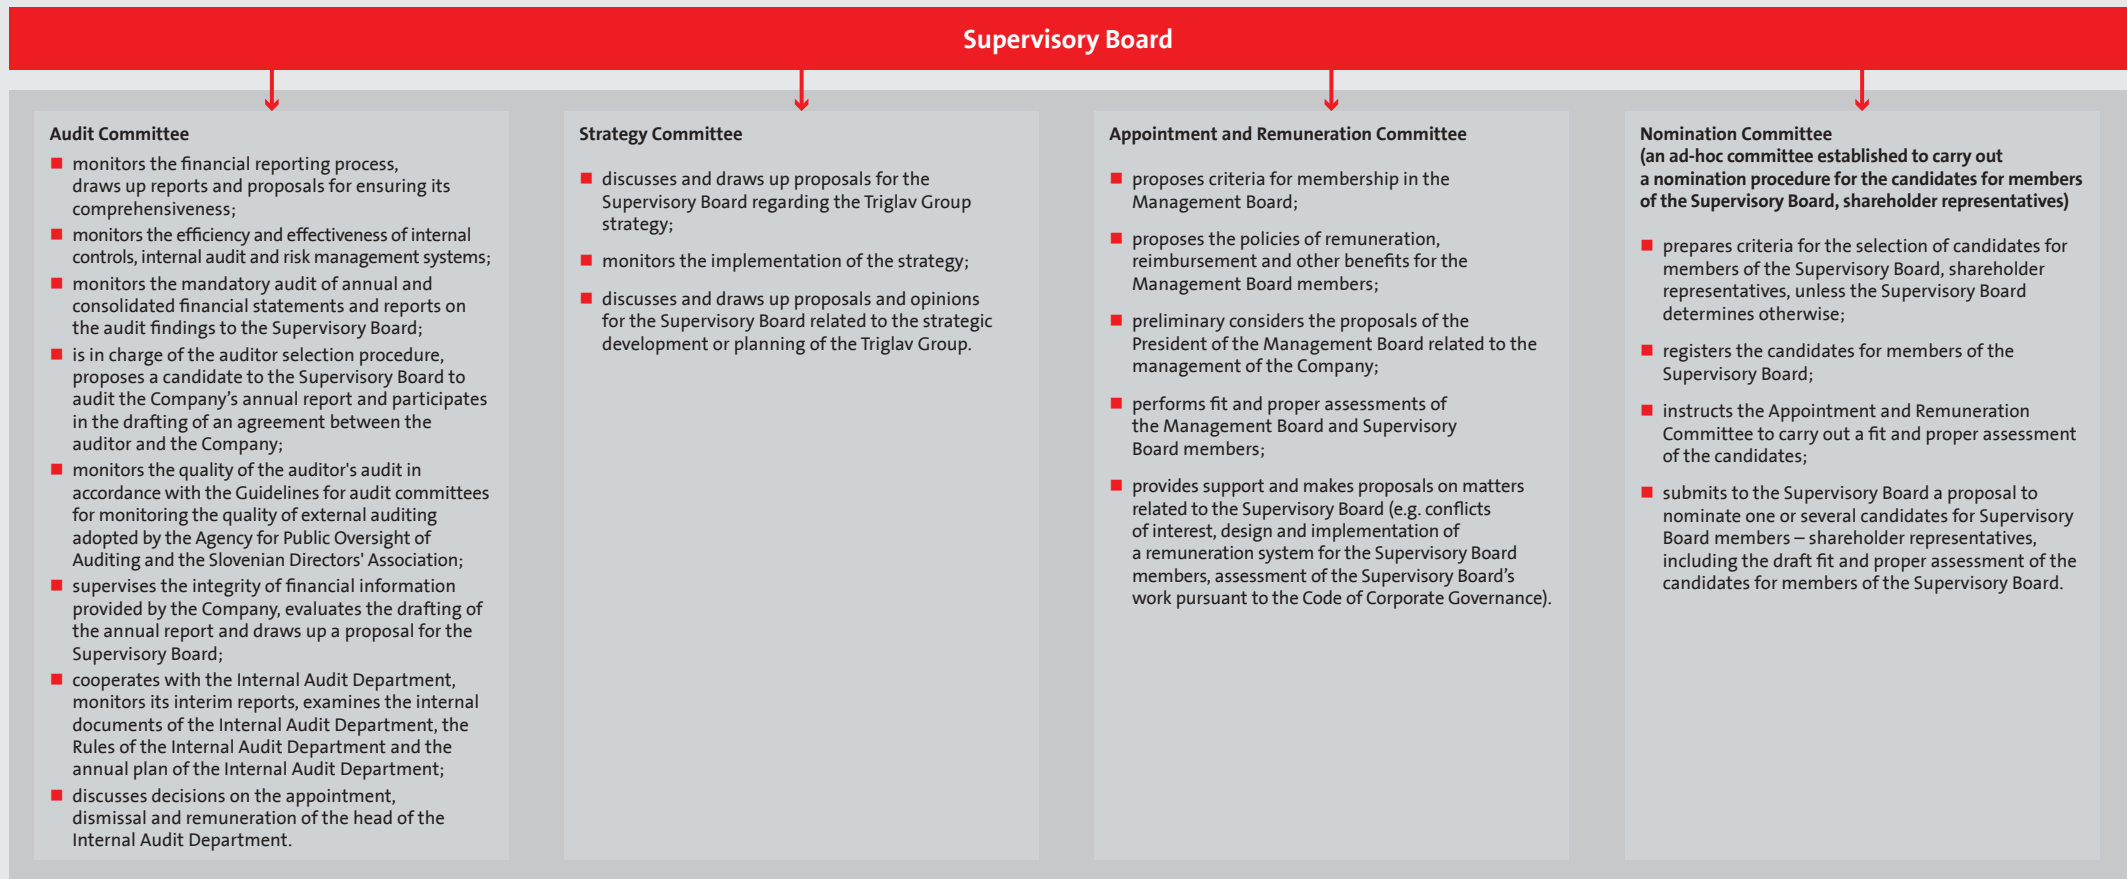 Supervisory Board
Audit Committee
monitors the financial reporting process,
draws up reports and proposals for ensuring its
comprehensiveness;
monitors the efficiency and effectiveness of internal
controls, internal audit and risk management systems;
monitors the mandatory audit of annual and
consolidated financial statements and reports on
the audit findings to the Supervisory Board;
is in charge of the auditor selection procedure,
proposes a candidate to the Supervisory Board to
audit the Company’s annual report and participates
in the drafting of an agreement between the
auditor and the Company;
monitors the quality of the auditor's audit in
accordance with the Guidelines for audit committees
for monitoring the quality of external auditing
adopted by the Agency for Public Oversight of
Auditing and the Slovenian Directors' Association;
supervises the integrity of financial information
provided by the Company, evaluates the drafting of
the annual report and draws up a proposal for the
Supervisory Board;
cooperates with the Internal Audit Department,
monitors its interim reports, examines the internal
documents of the Internal Audit Department, the
Rules of the Internal Audit Department and the
annual plan of the Internal Audit Department;
discusses decisions on the appointment,
dismissal and remuneration of the head of the
Internal Audit Department.
Strategy Committee
discusses and draws up proposals for the
Supervisory Board regarding the Triglav Group
strategy;
monitors the implementation of the strategy;
discusses and draws up proposals and opinions
for the Supervisory Board related to the strategic
development or planning of the Triglav Group.
Appointment and Remuneration Committee
proposes criteria for membership in the
Management Board;
proposes the policies of remuneration,
reimbursement and other benefits for the
Management Board members;
preliminary considers the proposals of the
President of the Management Board related to the
management of the Company;
performs fit and proper assessments of
the Management Board and Supervisory
Board members;
provides support and makes proposals on matters
related to the Supervisory Board (e.g. conflicts
of interest, design and implementation of
a remuneration system for the Supervisory Board
members, assessment of the Supervisory Board’s
work pursuant to the Code of Corporate Governance).
Nomination Committee
(an ad-hoc committee established to carry out
a nomination procedure for the candidates for members
of the Supervisory Board, shareholder representatives)
prepares criteria for the selection of candidates for
members of the Supervisory Board, shareholder
representatives, unless the Supervisory Board
determines otherwise;
registers the candidates for members of the
Supervisory Board;
instructs the Appointment and Remuneration
Committee to carry out a fit and proper assessment
of the candidates;
submits to the Supervisory Board a proposal to
nominate one or several candidates for Supervisory
Board members – shareholder representatives,
including the draft fit and proper assessment of the
candidates for members of the Supervisory Board.